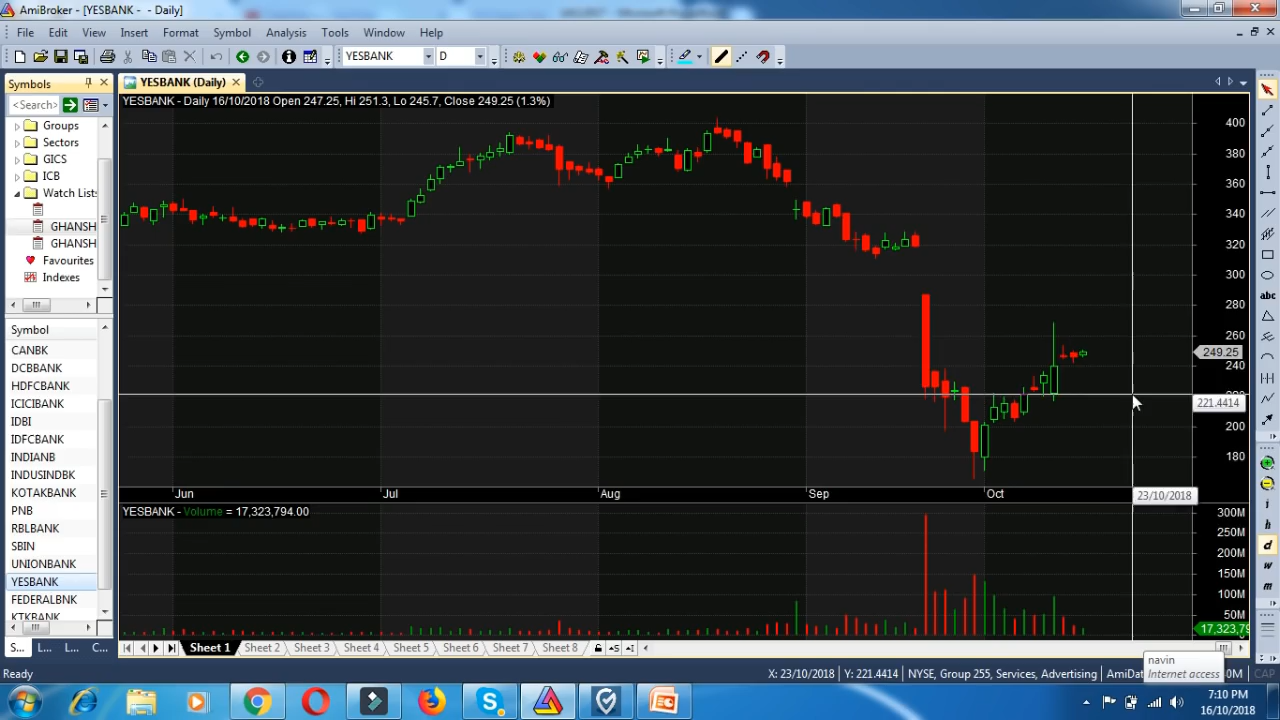 AmiBroker - [YESBANK - - Daily]
File Edit View Insert Format Symbol Analysis Tools Window Help
YESBANK D
Symbols
YESBANK (Daily)
<Search>
YESBANK - Daily 16/10/2018 Open 247.25, Hi 251.3, Lo 245.7, Close 249.25 (1.3%)
Groups
Sectors
GICS
ICB
Watch Lists
GHANSH
GHANSH
Favourites
Indexes
400
380
360
340
320
300
280
260
249.25
240
221.4414
200
180
Jun Jul Aug Sep Oct 23/10/2018
Symbol
CANBK
DCBBANK
HDFCBANK
ICICIBANK
IDBI
IDFCBANK
INDIANB
INDUSINDBK
KOTAKBANK
PNB
RBLBANK
SBIN
UNIONBANK
YESBANK
FEDERALBNK
KTKBANK
YESBANK - Volume = 17,323,794.00
300M
250M
200M
150M
100M
50M
17,323,79
abc
i
h
d
w
m
S... L... L... C...
Sheet 1 Sheet 2 Sheet 3 Sheet 4 Sheet 5 Sheet 6 Sheet 7 Sheet 8
Ready
X: 23/10/2018 Y: 221.4414 NYSE, Group 255, Services, Advertising AmiDat
CAP
navin
Internet access
7:10 PM
16/10/2018